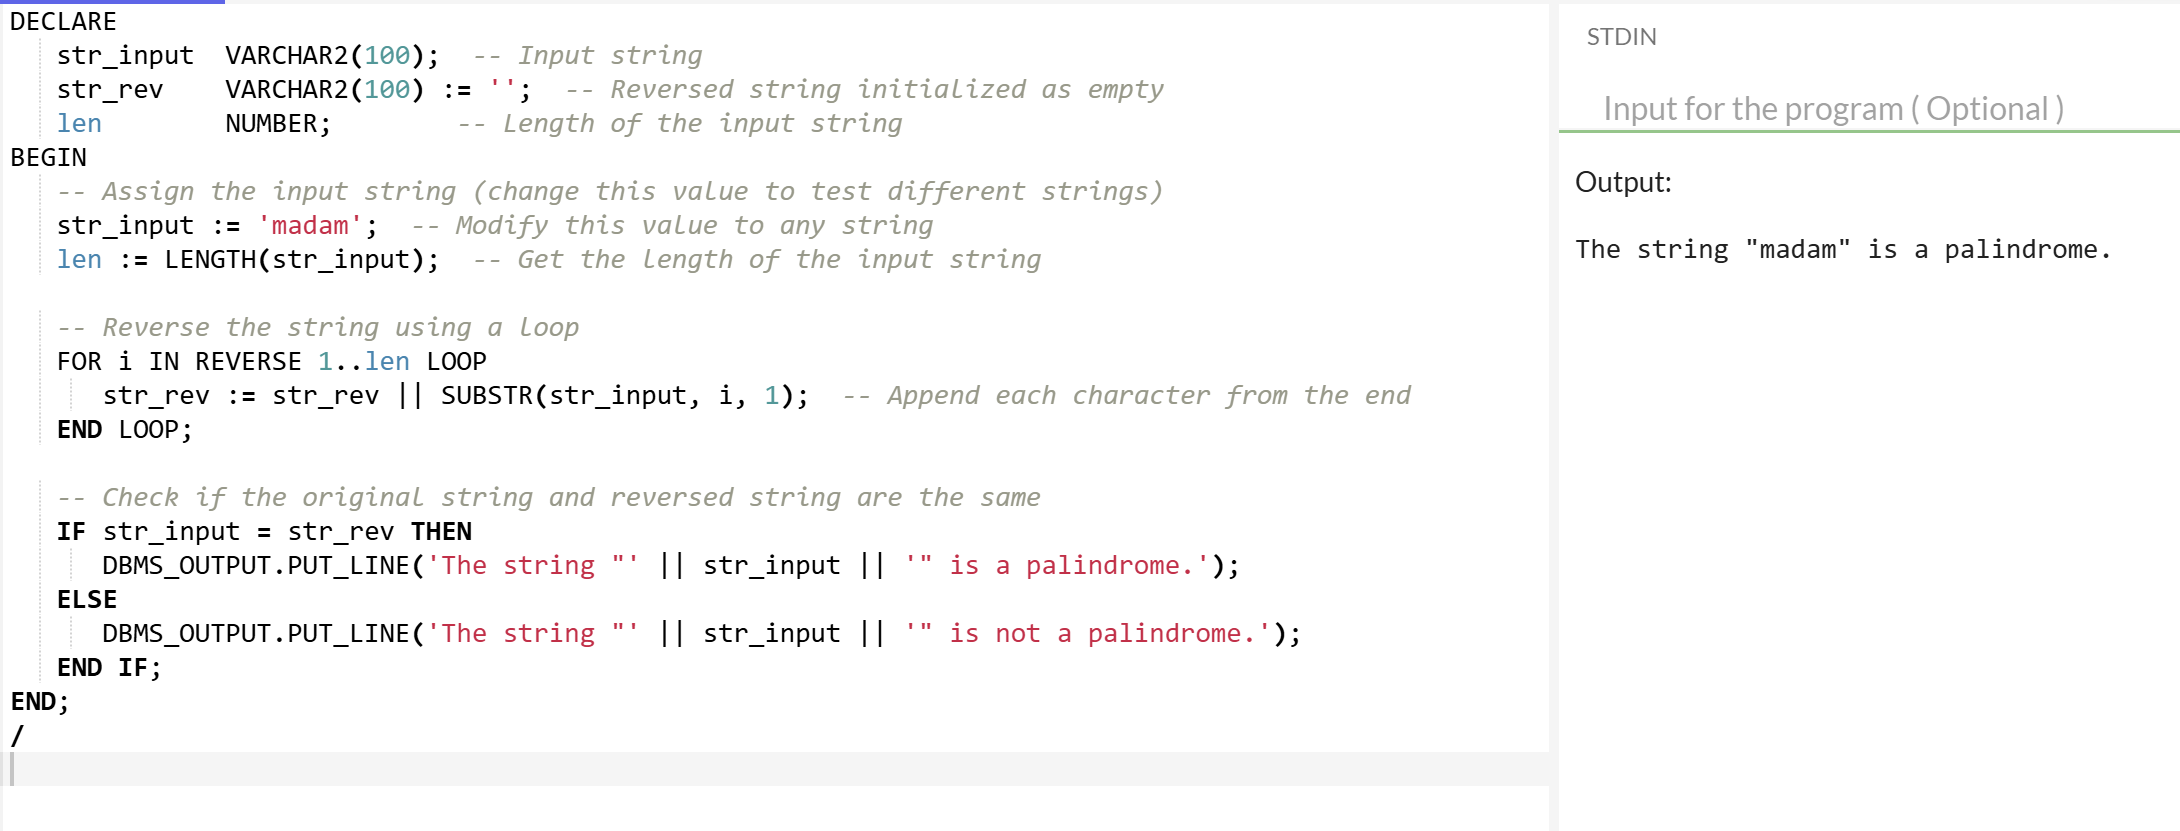 DECLARE
   str_input  VARCHAR2(100);  -- Input string
   str_rev    VARCHAR2(100) := '';  -- Reversed string initialized as empty
   len        NUMBER;        -- Length of the input string
BEGIN
   -- Assign the input string (change this value to test different strings)
   str_input := 'madam';  -- Modify this value to any string
   len := LENGTH(str_input);  -- Get the length of the input string

   -- Reverse the string using a loop
   FOR i IN REVERSE 1..len LOOP
      str_rev := str_rev || SUBSTR(str_input, i, 1);  -- Append each character from the end
   END LOOP;

   -- Check if the original string and reversed string are the same
   IF str_input = str_rev THEN
      DBMS_OUTPUT.PUT_LINE('The string "' || str_input || '" is a palindrome.');
   ELSE
      DBMS_OUTPUT.PUT_LINE('The string "' || str_input || '" is not a palindrome.');
   END IF;
END;
/
STDIN
Input for the program ( Optional )
Output:
The string "madam" is a palindrome.